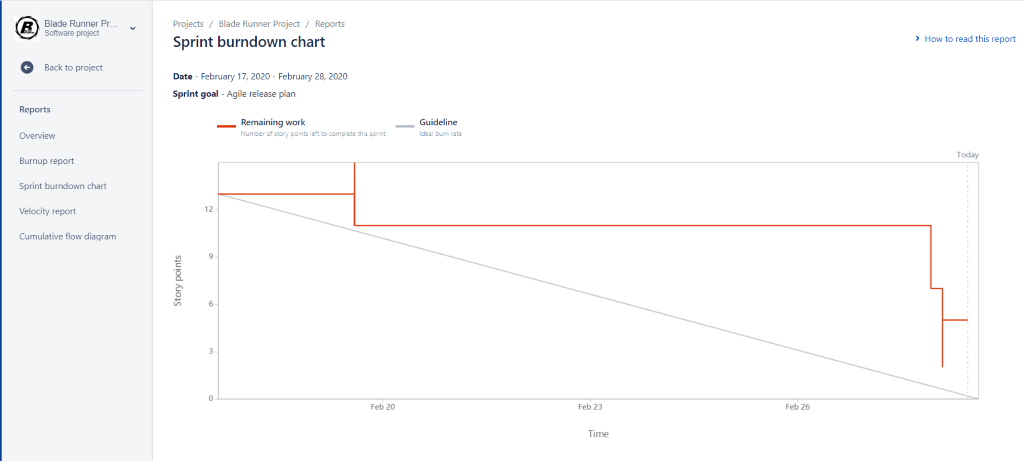 Blade Runner Pr...
Software project
Back to project
Reports
Overview
Burnup report
Sprint burndown chart
Velocity report
Cumulative flow diagram
Projects / Blade Runner Project / Reports
Sprint burndown chart
How to read this report
Date - February 17, 2020 - February 28, 2020
Sprint goal - Agile release plan
Remaining work
Number of story points left to complete this sprint
Guideline
Ideal burn rate
Today
12
9
6
3
0
Story points
Feb 20 Feb 23 Feb 26
Time